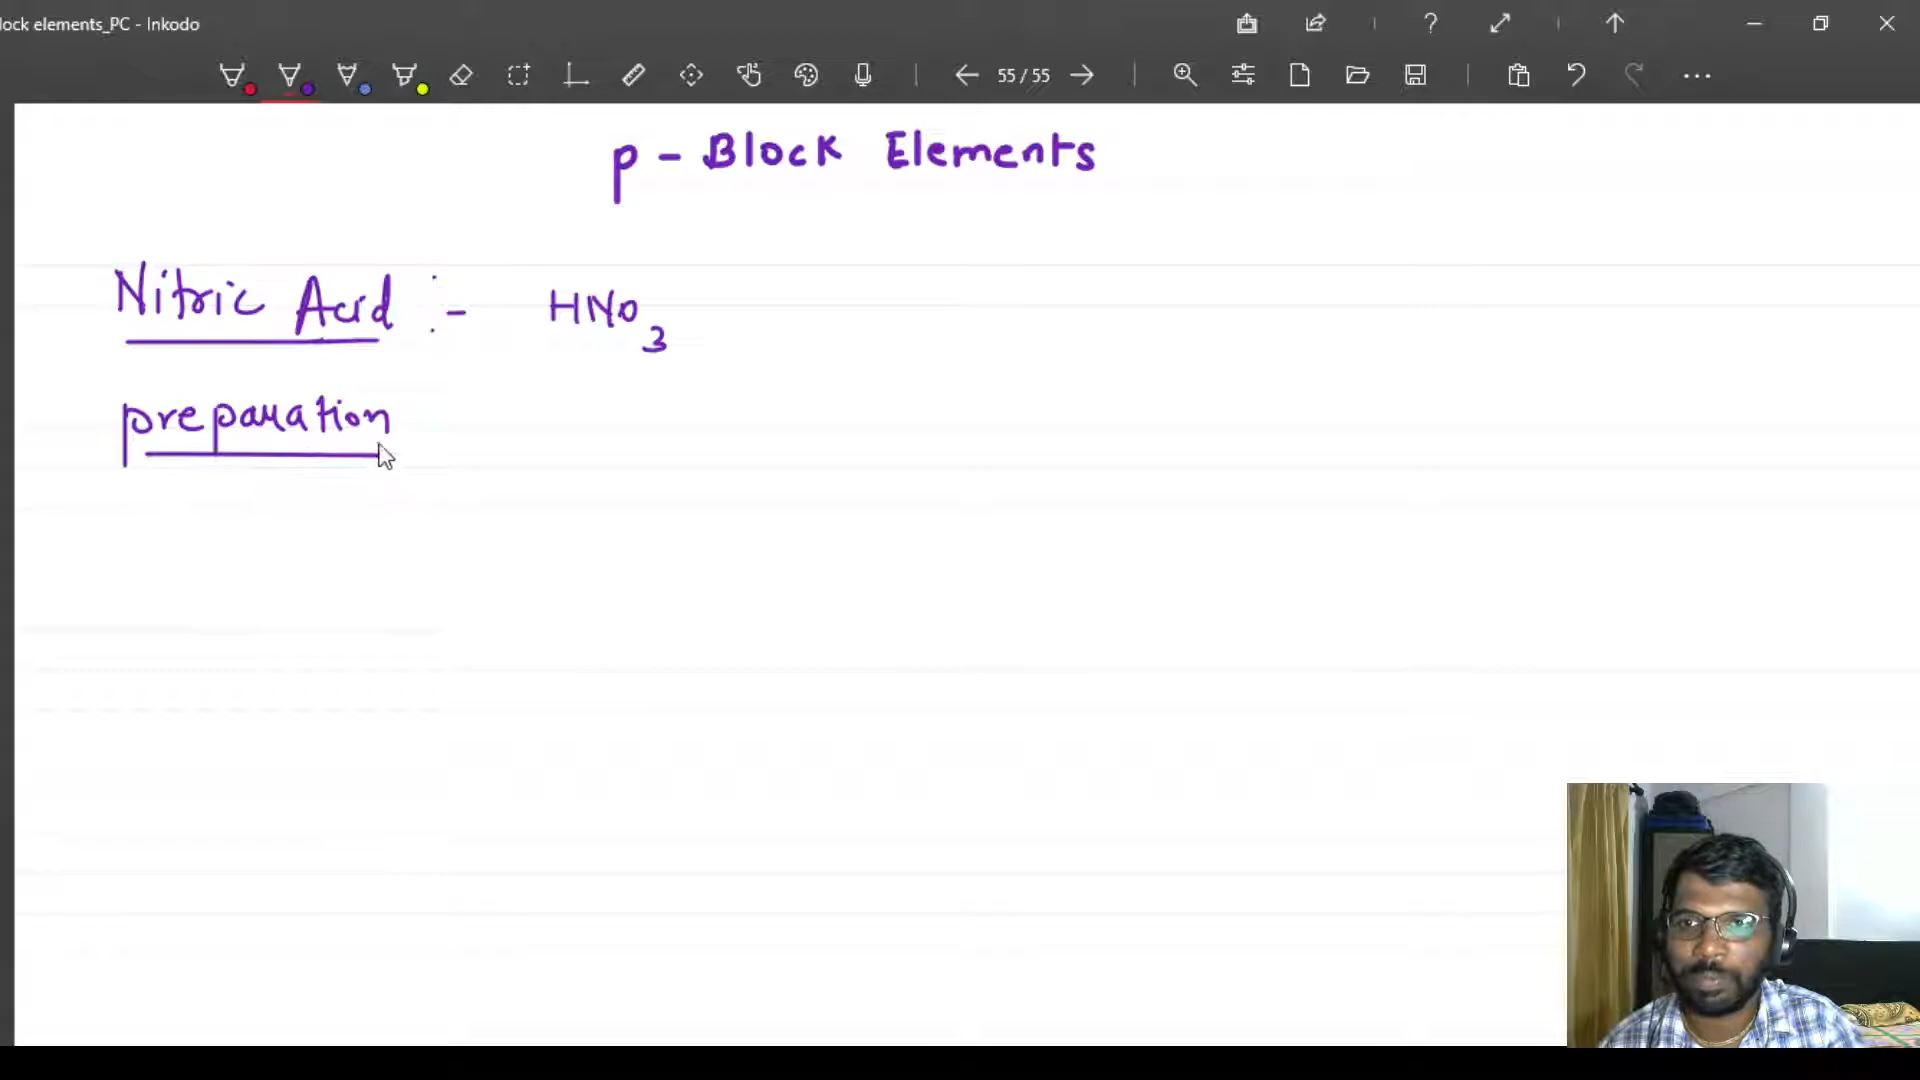 lock elements_PC - Inkodo
55 / 55
p - Block Elements
Nitric Acid :- HNO3
preparation